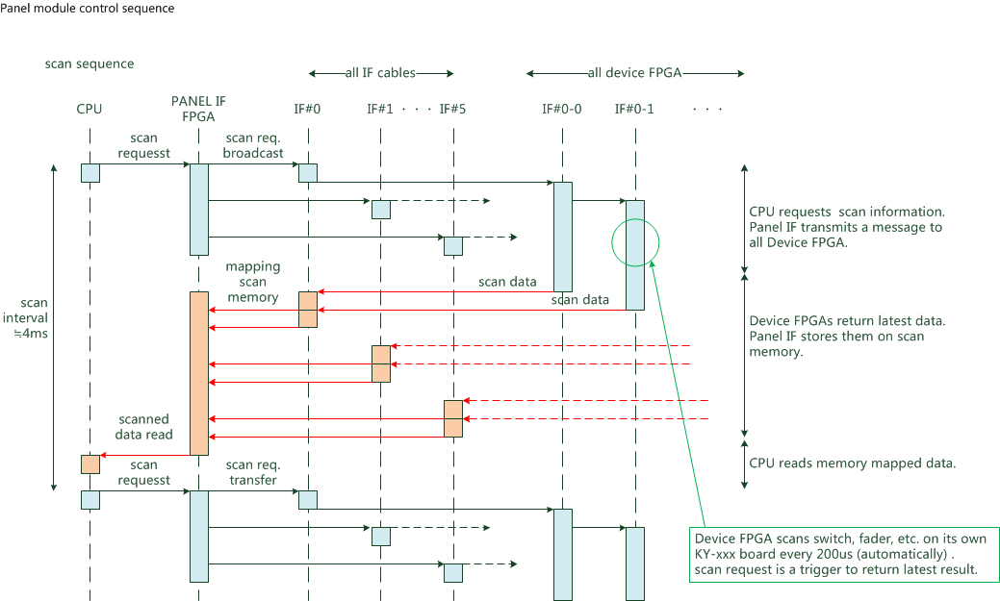 Panel module control sequence
scan sequence
all IF cables
all device FPGA
CPU
PANEL IF
FPGA
IF#0
IF#1
・・・
IF#5
IF#0-0
IF#0-1
・・・
scan
requesst
scan req.
broadcast
CPU requests  scan information.
Panel IF transmits a message to
all Device FPGA.
mapping
scan
memory
scan data
scan data
scan
interval
≒4ms
Device FPGAs return latest data.
Panel IF stores them on scan
memory.
scanned
data read
CPU reads memory mapped data.
scan
requesst
scan req.
transfer
Device FPGA scans switch, fader, etc. on its own
KY-xxx board every 200us (automatically) .
scan request is a trigger to return latest result.